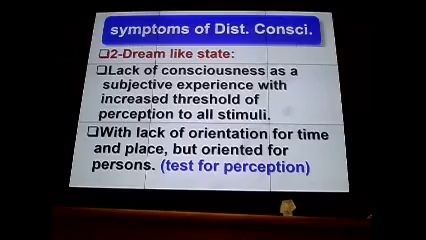 symptoms of Dist. Consci.
❑2-Dream like state:
❑Lack of consciousness as a
subjective experience with
increased threshold of
perception to all stimuli.
❑With lack of orientation for time
and place, but oriented for
persons. (test for perception)